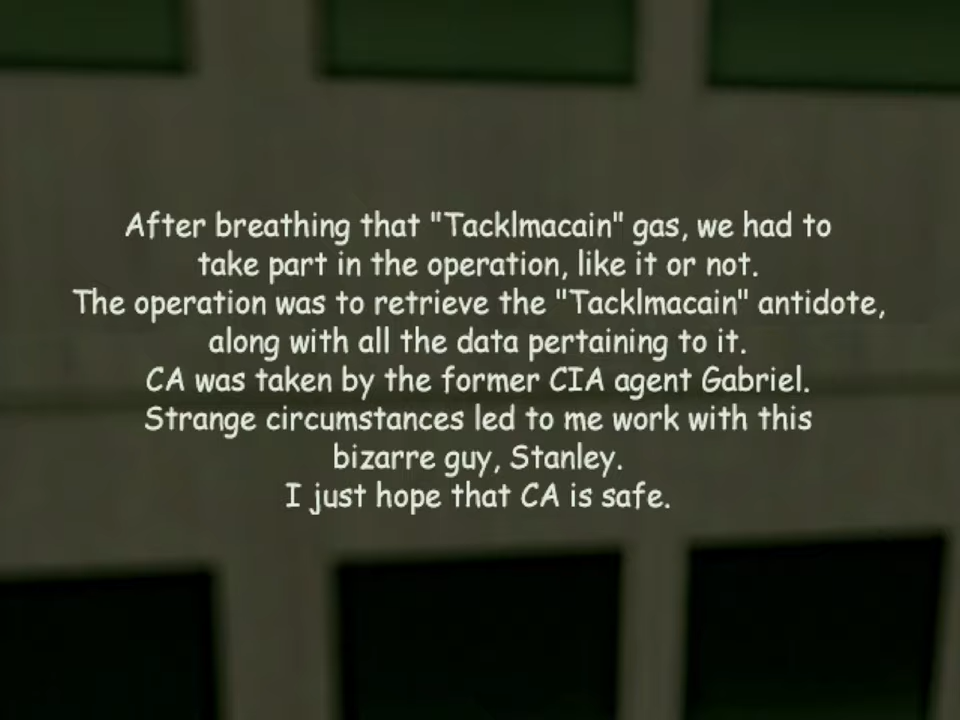 After breathing that "Tacklmacain" gas, we had to
take part in the operation, like it or not.
The operation was to retrieve the "Tacklmacain" antidote,
along with all the data pertaining to it.
CA was taken by the former CIA agent Gabriel.
Strange circumstances led to me work with this
bizarre guy, Stanley.
I just hope that CA is safe.